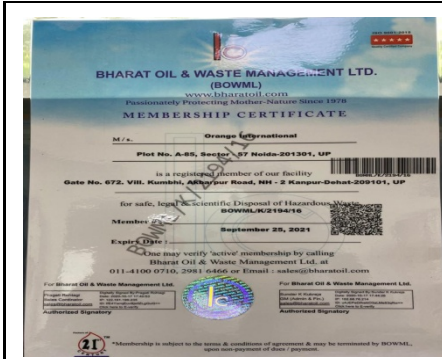 BHARAT OIL & WASTE MANAGEMENT LTD.
(BOWML)
www.bharatoil.com
Passionately Protecting Mother-Nature Since 1978
MEMBERSHIP CERTIFICATE
M/s. Orange International
Plot No. A-85, Sector - 57 Noida-201301, UP
is a registered member of our facility
BOWML/K/2194/16
Gate No. 672. Vill. Kumbhi, Akbarpur Road, NH - 2 Kanpur-Dehat-209101, UP
for safe, legal & scientific Disposal of Hazardous Waste
BOWML/K/2194/16
Member
September 25, 2021
Expiry Date :
One may verify 'active' membership by calling
Bharat Oil & Waste Management Ltd. at
011-4100 0710, 2981 6466 or Email : sales@bharatoil.com
For Bharat Oil & Waste Management Ltd.
For Bharat Oil & Waste Management Ltd.
Authorised Signatory
Authorised Signatory
21
*Membership is subject to the terms & conditions of agreement & may be terminated by BOWML,
upon non-payment of dues / payment.